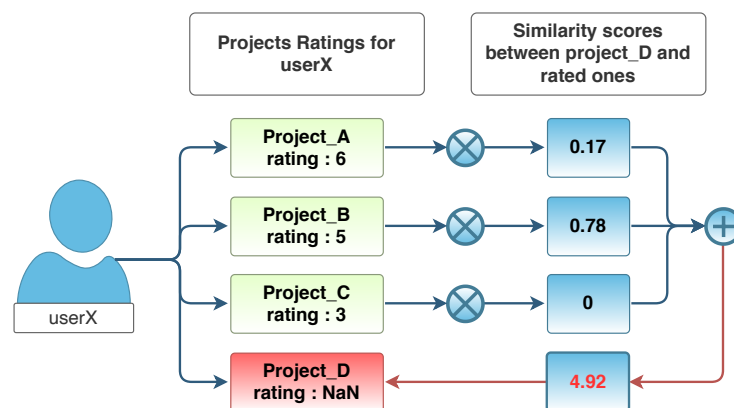 Projects Ratings for
userX
Similarity scores
between project_D and
rated ones
Project_A
rating : 6
0.17
Project_B
rating : 5
0.78
Project_C
rating : 3
0
userX
Project_D
rating : NaN
4.92